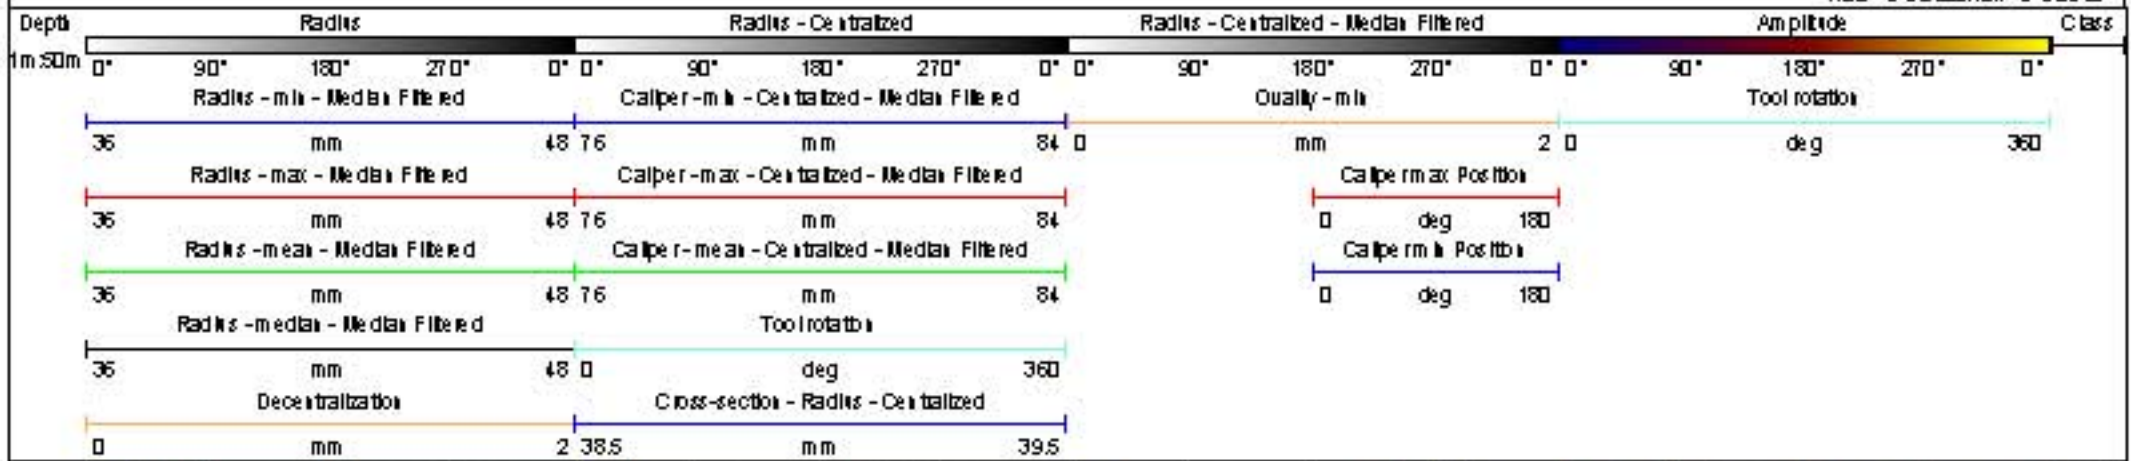 Depth Radius Radius - Centralized Radius - Centralized - Median Filtered Amplitude Class
1m:50m 0° 90° 180° 270° 0° 0° 90° 180° 270° 0° 0° 90° 180° 270° 0° 0° 90° 180° 270° 0°
Radius - min - Median Filtered Caliper - min - Centralized - Median Filtered Quality - min Tool rotation
36 mm 48 76 mm 84 0 mm 2 0 deg 360
Radius - max - Median Filtered Caliper - max - Centralized - Median Filtered Caliper max Position
36 mm 48 76 mm 84 0 deg 180
Radius - mean - Median Filtered Caliper - mean - Centralized - Median Filtered Caliper min Position
36 mm 48 76 mm 84 0 deg 180
Radius - median - Median Filtered Tool rotation
36 mm 48 0 deg 360
Decentralization Cross-section - Radius - Centralized
0 mm 2 38.5 mm 39.5